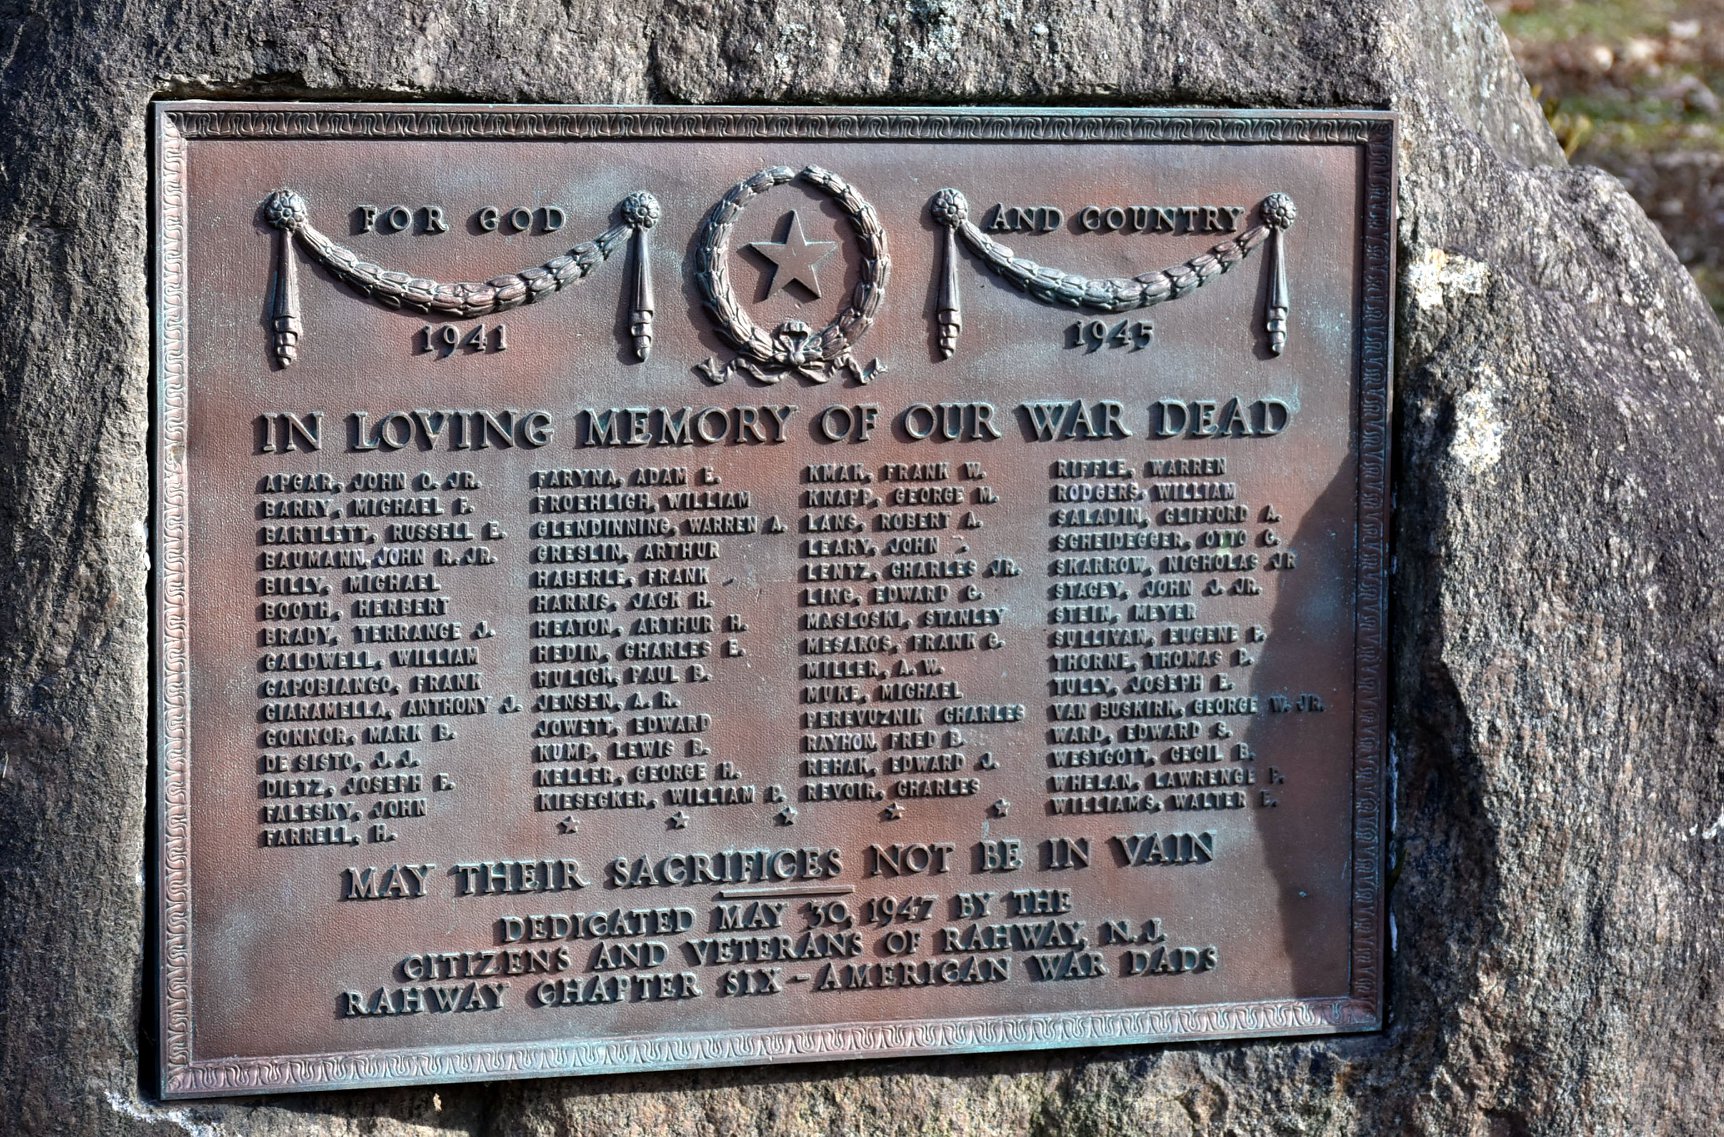 FOR GOD AND COUNTRY
1941 1945
IN LOVING MEMORY OF OUR WAR DEAD
APGAR, JOHN O. JR.
BARRY, MICHAEL F.
BARTLETT, RUSSELL E.
BAUMANN, JOHN R. JR.
BILLY, MICHAEL
BOOTH, HERBERT
BRADY, TERRANCE J.
CALDWELL, WILLIAM
CAPOBIANCO, FRANK
CIARAMELLA, ANTHONY J.
CONNOR, MARK B.
DE SISTO, J. J.
DIETZ, JOSEPH F.
FALESKY, JOHN
FARRELL, H.
FARYNA, ADAM E.
FROEHLICH, WILLIAM
GLENDINNING, WARREN A.
GRESLIN, ARTHUR
HABERLE, FRANK
HARRIS, JACK H.
HEATON, ARTHUR H.
HEDIN, CHARLES E.
HULICH, PAUL B.
JENSEN, A. R.
JOWETT, EDWARD
KUMP, LEWIS B.
KELLER, GEORGE H.
KIESECKER, WILLIAM P.
KMAK, FRANK W.
KNAPP, GEORGE M.
LANS, ROBERT A.
LEARY, JOHN
LENTZ, CHARLES JR.
LING, EDWARD C.
MASLOSKI, STANLEY
MESAROS, FRANK C.
MILLER, A. W.
MUKE, MICHAEL
PEREVUZNIK CHARLES
RAYHON, FRED B.
REHAK, EDWARD J.
REVOIR, CHARLES
RIFFLE, WARREN
RODGERS, WILLIAM
SALADIN, CLIFFORD A.
SCHEIDEGGER, OTTO C.
SKARROW, NICHOLAS JR
STACEY, JOHN J. JR.
STEIN, MEYER
SULLIVAN, EUGENE P.
THORNE, THOMAS P.
TULLY, JOSEPH E.
VAN BUSKIRK, GEORGE W. JR.
WARD, EDWARD S.
WESTCOTT, CECIL B.
WHELAN, LAWRENCE P.
WILLIAMS, WALTER E.
MAY THEIR SACRIFICES NOT BE IN VAIN
DEDICATED MAY 30, 1947 BY THE
CITIZENS AND VETERANS OF RAHWAY, N.J.
RAHWAY CHAPTER SIX - AMERICAN WAR DADS